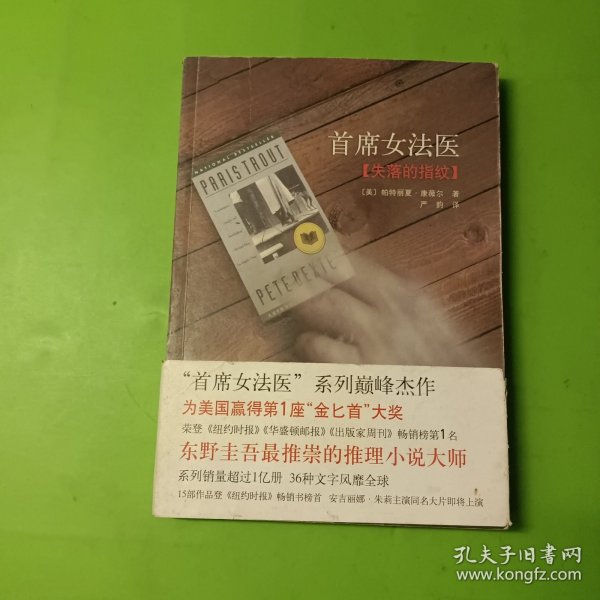 首席女法医
【失落的指纹】
〔美〕帕特丽夏·康薇尔 著
严韵 译
NATIONAL BESTSELLER
PARIS TROUT
PETE DEXTE
“首席女法医”系列巅峰杰作
为美国赢得第1座“金匕首”大奖
荣登《纽约时报》《华盛顿邮报》《出版家周刊》畅销榜第1名
东野圭吾最推崇的推理小说大师
系列销量超过1亿册 36种文字风靡全球
15部作品登《纽约时报》畅销书榜首 安吉丽娜·朱莉主演同名大片即将上演
孔夫子旧书网
www.kongfz.com